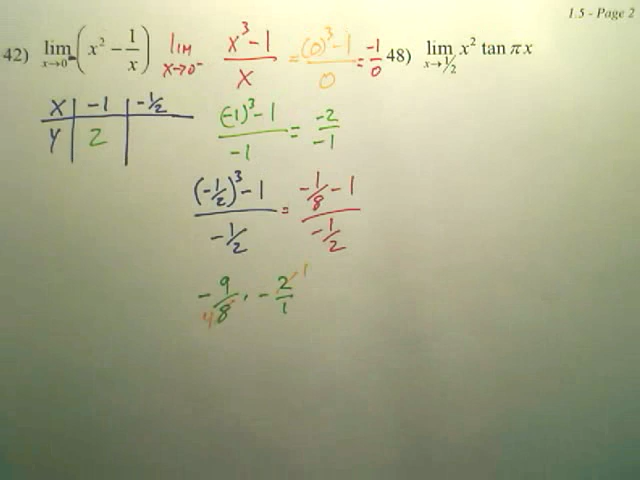 1.5 - Page 2
42) lim x→0⁻ (x² − 1/x) lim x→0⁻ x³−1/x = (0)³−1/0 = -1/0
48) lim x→1/2 x² tan πx
x | -1 | -1/2
y | 2 |
(-1)³−1/-1 = -2/-1
(-1/2)³−1/-1/2 = -1/8−1/-1/2
-9/8 · -2/1
4 1